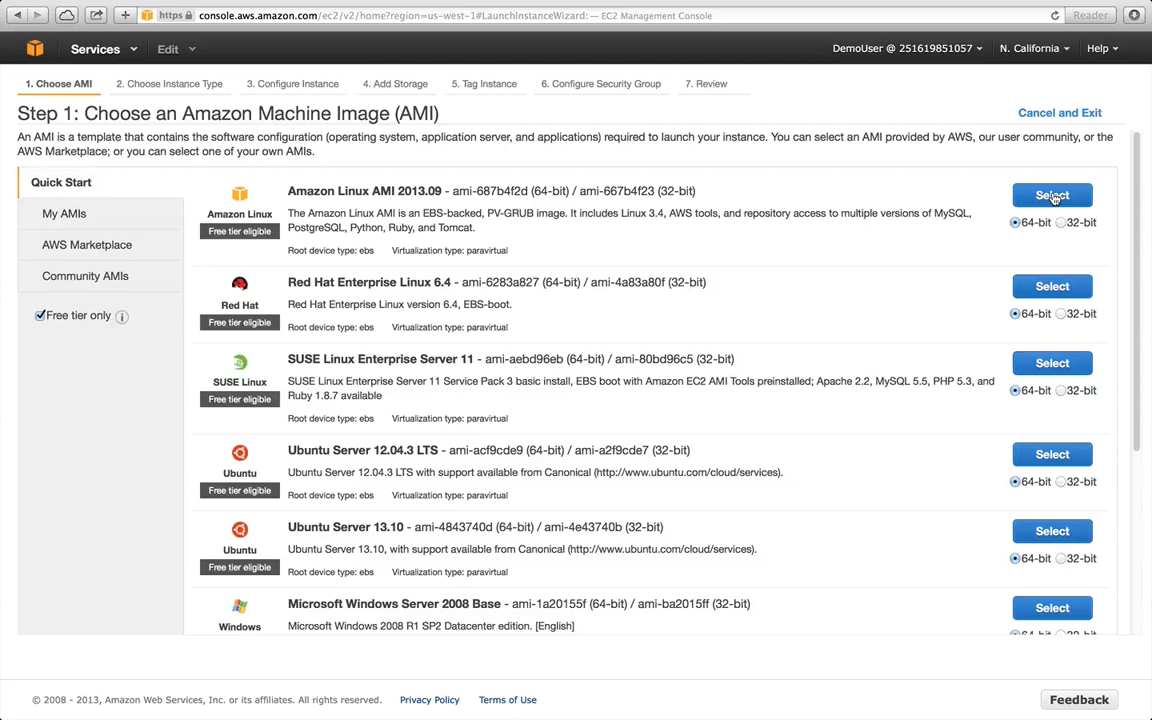 https console.aws.amazon.com/ec2/v2/home?region=us-west-1#LaunchInstanceWizard: — EC2 Management Console
Reader
Services Edit DemoUser @ 251619851057 N. California Help
1. Choose AMI 2. Choose Instance Type 3. Configure Instance 4. Add Storage 5. Tag Instance 6. Configure Security Group 7. Review
Step 1: Choose an Amazon Machine Image (AMI)
Cancel and Exit
An AMI is a template that contains the software configuration (operating system, application server, and applications) required to launch your instance. You can select an AMI provided by AWS, our user community, or the
AWS Marketplace; or you can select one of your own AMIs.
Quick Start
My AMIs
AWS Marketplace
Community AMIs
Free tier only
Amazon Linux
Free tier eligible
Amazon Linux AMI 2013.09 - ami-687b4f2d (64-bit) / ami-667b4f23 (32-bit)
The Amazon Linux AMI is an EBS-backed, PV-GRUB image. It includes Linux 3.4, AWS tools, and repository access to multiple versions of MySQL,
PostgreSQL, Python, Ruby, and Tomcat.
Root device type: ebs Virtualization type: paravirtual
Select
64-bit 32-bit
Red Hat
Free tier eligible
Red Hat Enterprise Linux 6.4 - ami-6283a827 (64-bit) / ami-4a83a80f (32-bit)
Red Hat Enterprise Linux version 6.4, EBS-boot.
Root device type: ebs Virtualization type: paravirtual
Select
64-bit 32-bit
SUSE Linux
Free tier eligible
SUSE Linux Enterprise Server 11 - ami-aebd96eb (64-bit) / ami-80bd96c5 (32-bit)
SUSE Linux Enterprise Server 11 Service Pack 3 basic install, EBS boot with Amazon EC2 AMI Tools preinstalled; Apache 2.2, MySQL 5.5, PHP 5.3, and
Ruby 1.8.7 available
Root device type: ebs Virtualization type: paravirtual
Select
64-bit 32-bit
Ubuntu
Free tier eligible
Ubuntu Server 12.04.3 LTS - ami-acf9cde9 (64-bit) / ami-a2f9cde7 (32-bit)
Ubuntu Server 12.04.3 LTS with support available from Canonical (http://www.ubuntu.com/cloud/services).
Root device type: ebs Virtualization type: paravirtual
Select
64-bit 32-bit
Ubuntu
Free tier eligible
Ubuntu Server 13.10 - ami-4843740d (64-bit) / ami-4e43740b (32-bit)
Ubuntu Server 13.10, with support available from Canonical (http://www.ubuntu.com/cloud/services).
Root device type: ebs Virtualization type: paravirtual
Select
64-bit 32-bit
Windows
Microsoft Windows Server 2008 Base - ami-1a20155f (64-bit) / ami-ba2015ff (32-bit)
Microsoft Windows 2008 R1 SP2 Datacenter edition. [English]
Select
64-bit 32-bit
© 2008 - 2013, Amazon Web Services, Inc. or its affiliates. All rights reserved. Privacy Policy Terms of Use Feedback